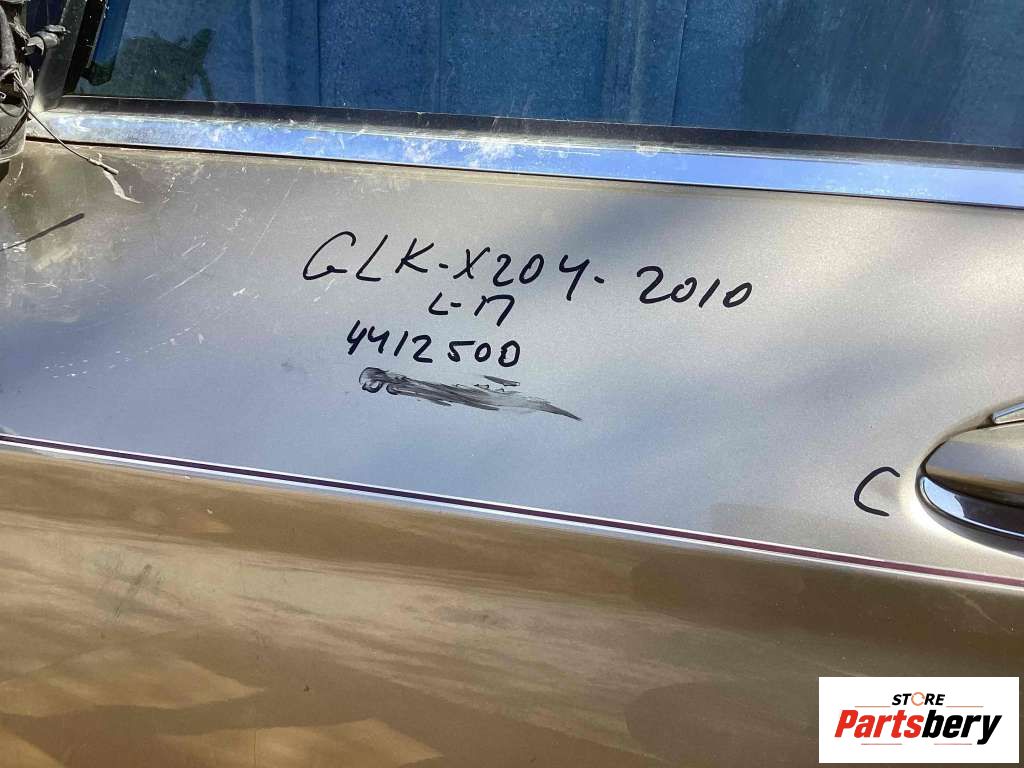 GLK-X204-2010
L-П
4412500
C
STORE
Partsbery